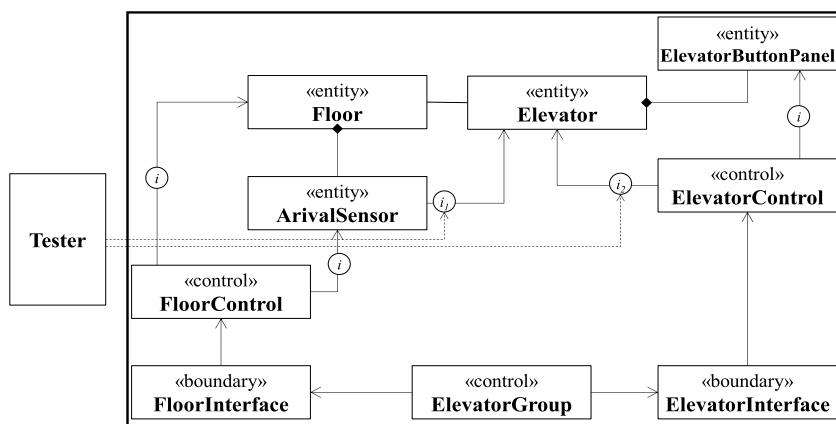 «entity»
ElevatorButtonPanel
«entity»
Floor
«entity»
Elevator
i
i
«control»
ElevatorControl
«entity»
ArivalSensor
i1
i2
Tester
i
«control»
FloorControl
«boundary»
FloorInterface
«control»
ElevatorGroup
«boundary»
ElevatorInterface